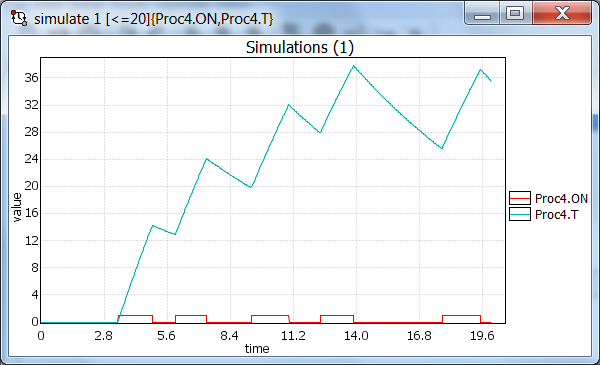 simulate 1 [<=20]{Proc4.ON,Proc4.T}
Simulations (1)
36
32
28
24
20
16
12
8
4
0
value
0 2.8 5.6 8.4 11.2 14.0 16.8 19.6
time
Proc4.ON
Proc4.T